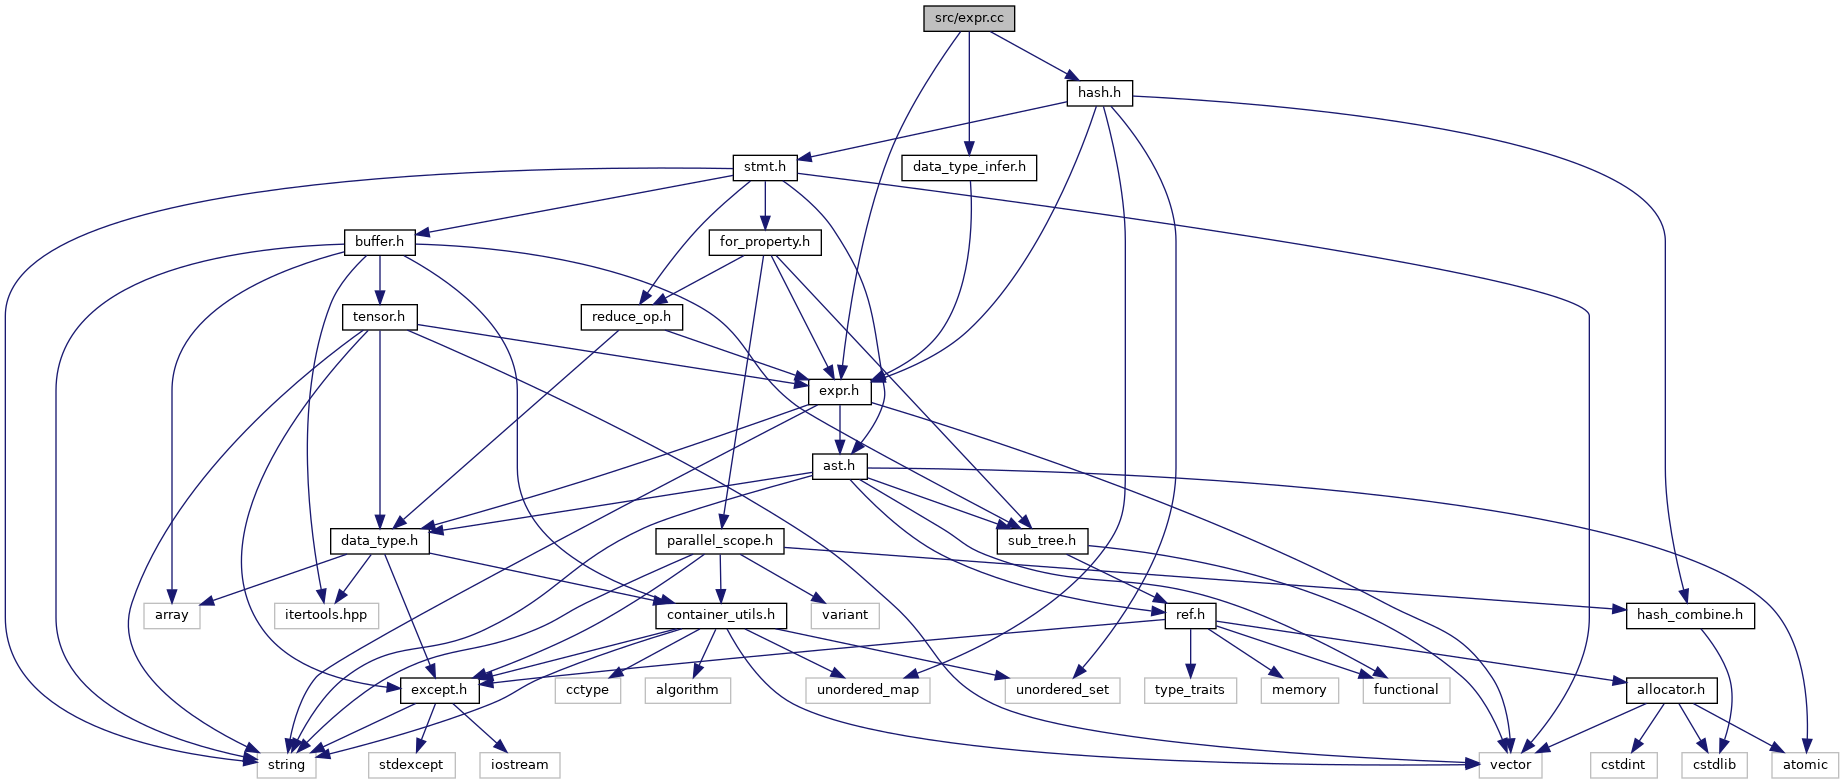 src/expr.cc
hash.h
stmt.h
data_type_infer.h
buffer.h
for_property.h
tensor.h
reduce_op.h
expr.h
ast.h
data_type.h
parallel_scope.h
sub_tree.h
array
itertools.hpp
container_utils.h
variant
ref.h
hash_combine.h
except.h
cctype
algorithm
unordered_map
unordered_set
type_traits
memory
functional
allocator.h
string
stdexcept
iostream
vector
cstdint
cstdlib
atomic